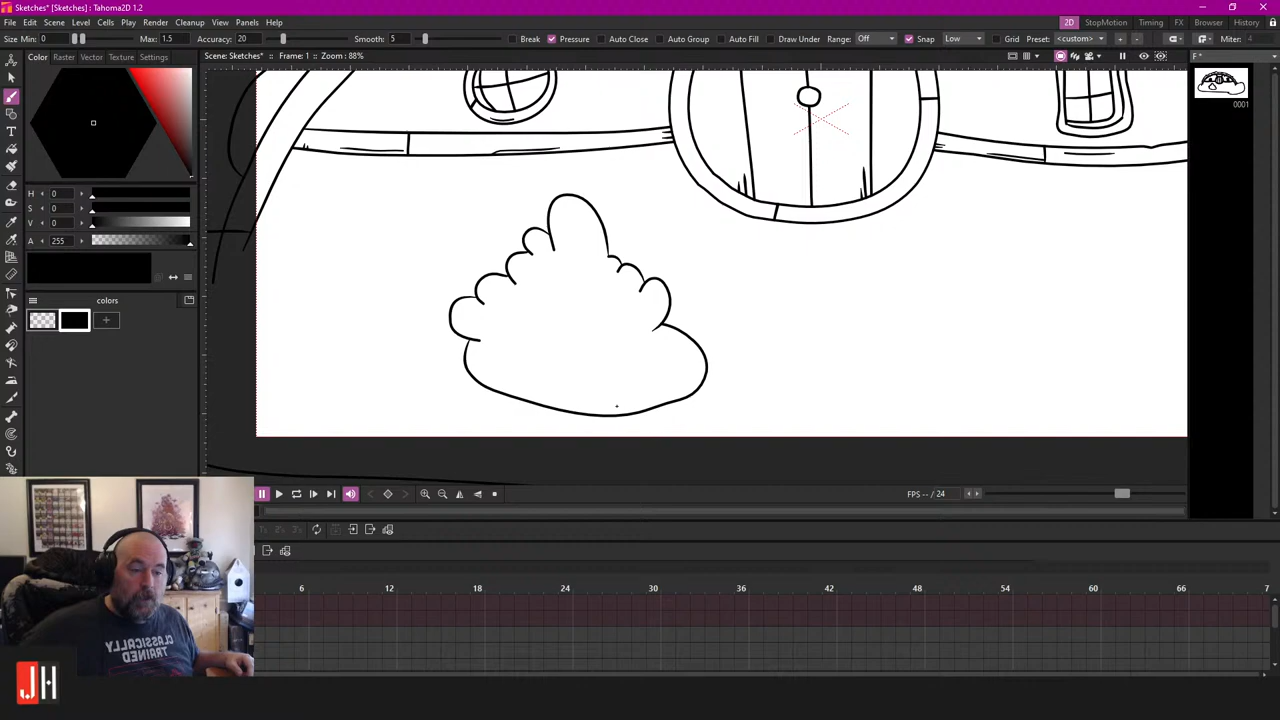 Sketches* [Sketches] : Tahoma2D 1.2
File Edit Scene Level Cells Play Render Cleanup View Panels Help 2D StopMotion Timing FX Browser History
Size Min: 0 Max: 1.5 Accuracy: 20 Smooth: 5 Break Pressure Auto Close Auto Group Auto Fill Draw Under Range: Off Snap Low Grid Preset: <custom> + - Miter: 4
Color Raster Vector Texture Settings
Scene: Sketches* :: Frame: 1 :: Zoom : 88%
0001
H 0
S 0
V 0
A 255
colors
FPS -- / 24
6 12 18 24 30 36 42 48 54 60 66 7
CLASSICALLY
TRAINED
JH